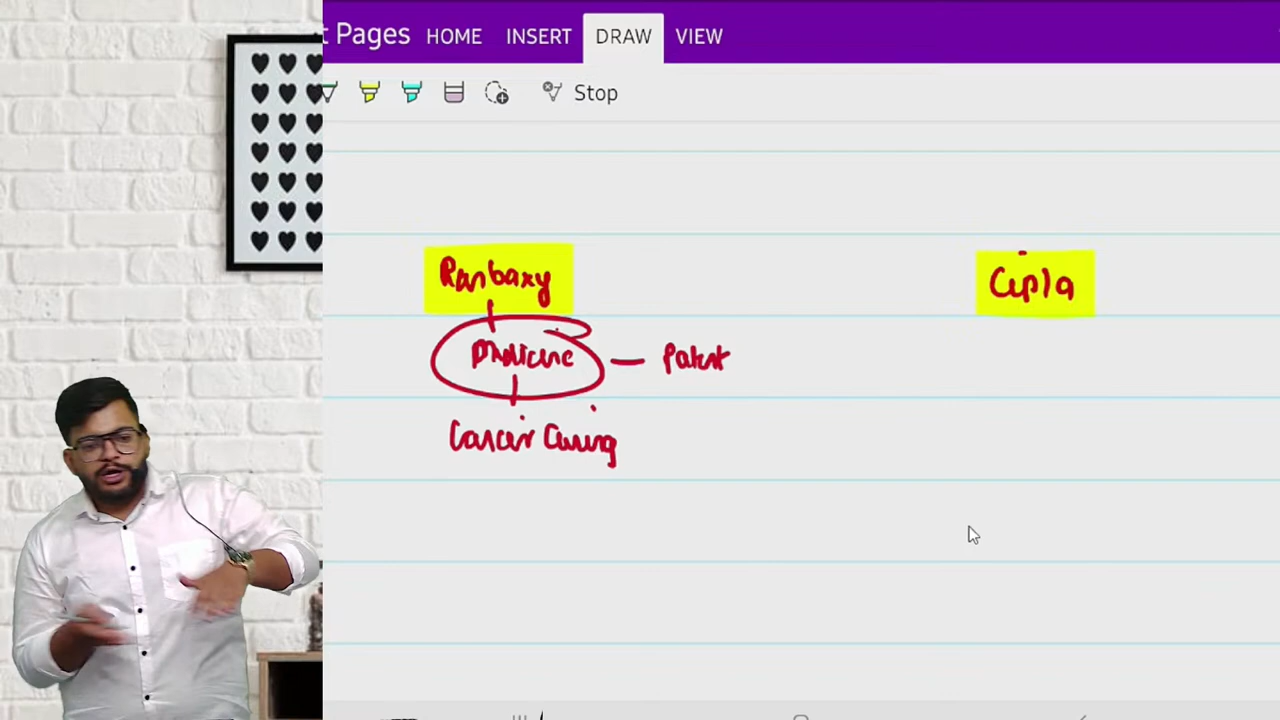 t Pages HOME INSERT DRAW VIEW
Stop
Ranbaxy Cipla
Medicine — Patent
Cancer Curing